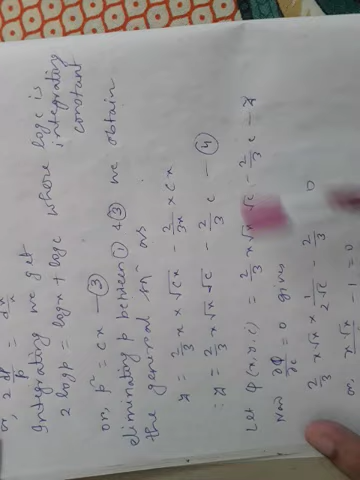 or, 2 dp/p = dx/x
Integrating we get
2 log p = log x + log c where log c is
integrating
constant
or, p² = cx — ③
eliminating p between ① & ③ we obtain
the general solⁿ as
y = 2/3 x √cx - 2/3x × cx
∴ y = 2/3 x √x √c - 2/3 c — ④
Let φ(x, y, c) = 2/3 x √x √c - 2/3 c - y
Now ∂φ/∂c = 0 gives
2/3 x √x × 1/2√c - 2/3 0
or, x√x 1 = 0